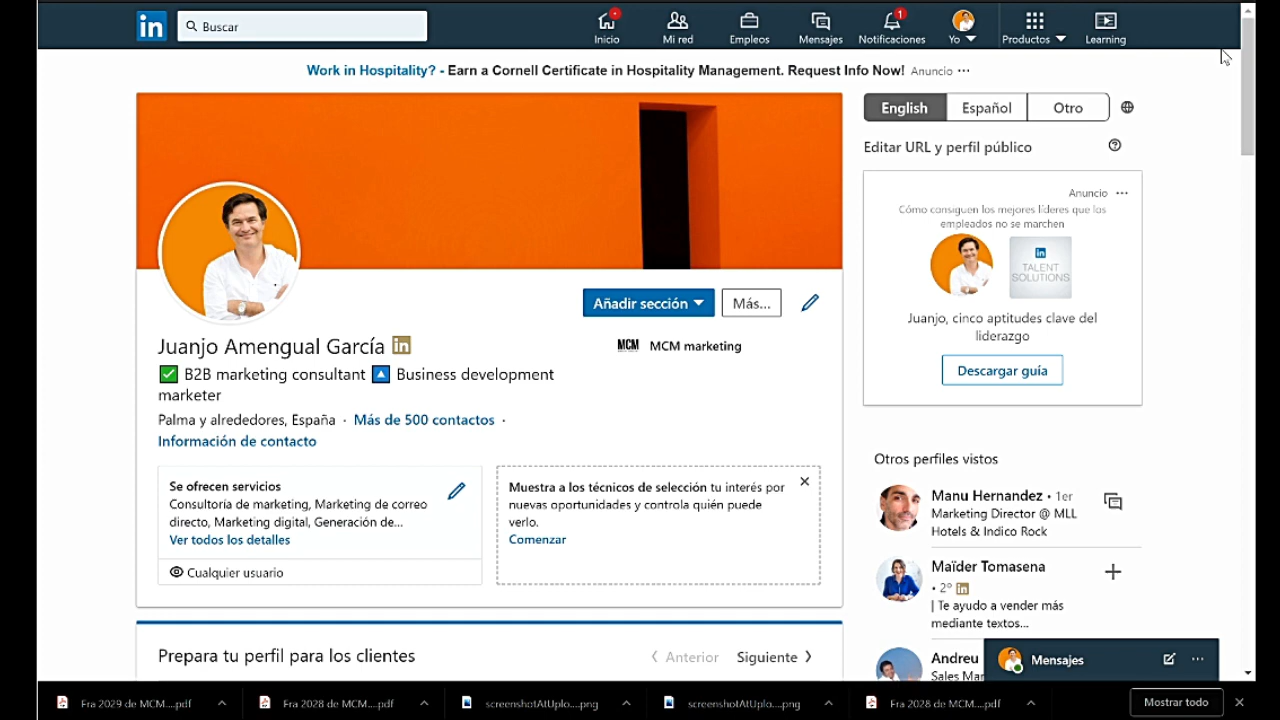 in
Buscar
Inicio
Mi red
Empleos
Mensajes
1
Notificaciones
Yo
Productos
Learning
Work in Hospitality? - Earn a Cornell Certificate in Hospitality Management. Request Info Now! Anuncio ···
English
Español
Otro
Editar URL y perfil público
Anuncio ···
Cómo consiguen los mejores líderes que los
empleados no se marchen
in
TALENT
SOLUTIONS
Juanjo, cinco aptitudes clave del
liderazgo
Descargar guía
Añadir sección
Más...
Juanjo Amengual García in
MCM MCM marketing
B2B marketing consultant Business development
marketer
Palma y alrededores, España · Más de 500 contactos ·
Información de contacto
Se ofrecen servicios
Consultoría de marketing, Marketing de correo
directo, Marketing digital, Generación de...
Ver todos los detalles
Cualquier usuario
Muestra a los técnicos de selección tu interés por
nuevas oportunidades y controla quién puede
verlo.
Comenzar
Otros perfiles vistos
Manu Hernandez • 1er
Marketing Director @ MLL
Hotels & Indico Rock
Maïder Tomasena
• 2º in
| Te ayudo a vender más
mediante textos...
Andreu
Sales Mar
Mensajes ···
Prepara tu perfil para los clientes
Anterior
Siguiente
Fra 2029 de MCM....pdf
Fra 2028 de MCM....pdf
screenshotAtUplo...png
screenshotAtUplo...png
Fra 2028 de MCM....pdf
Mostrar todo